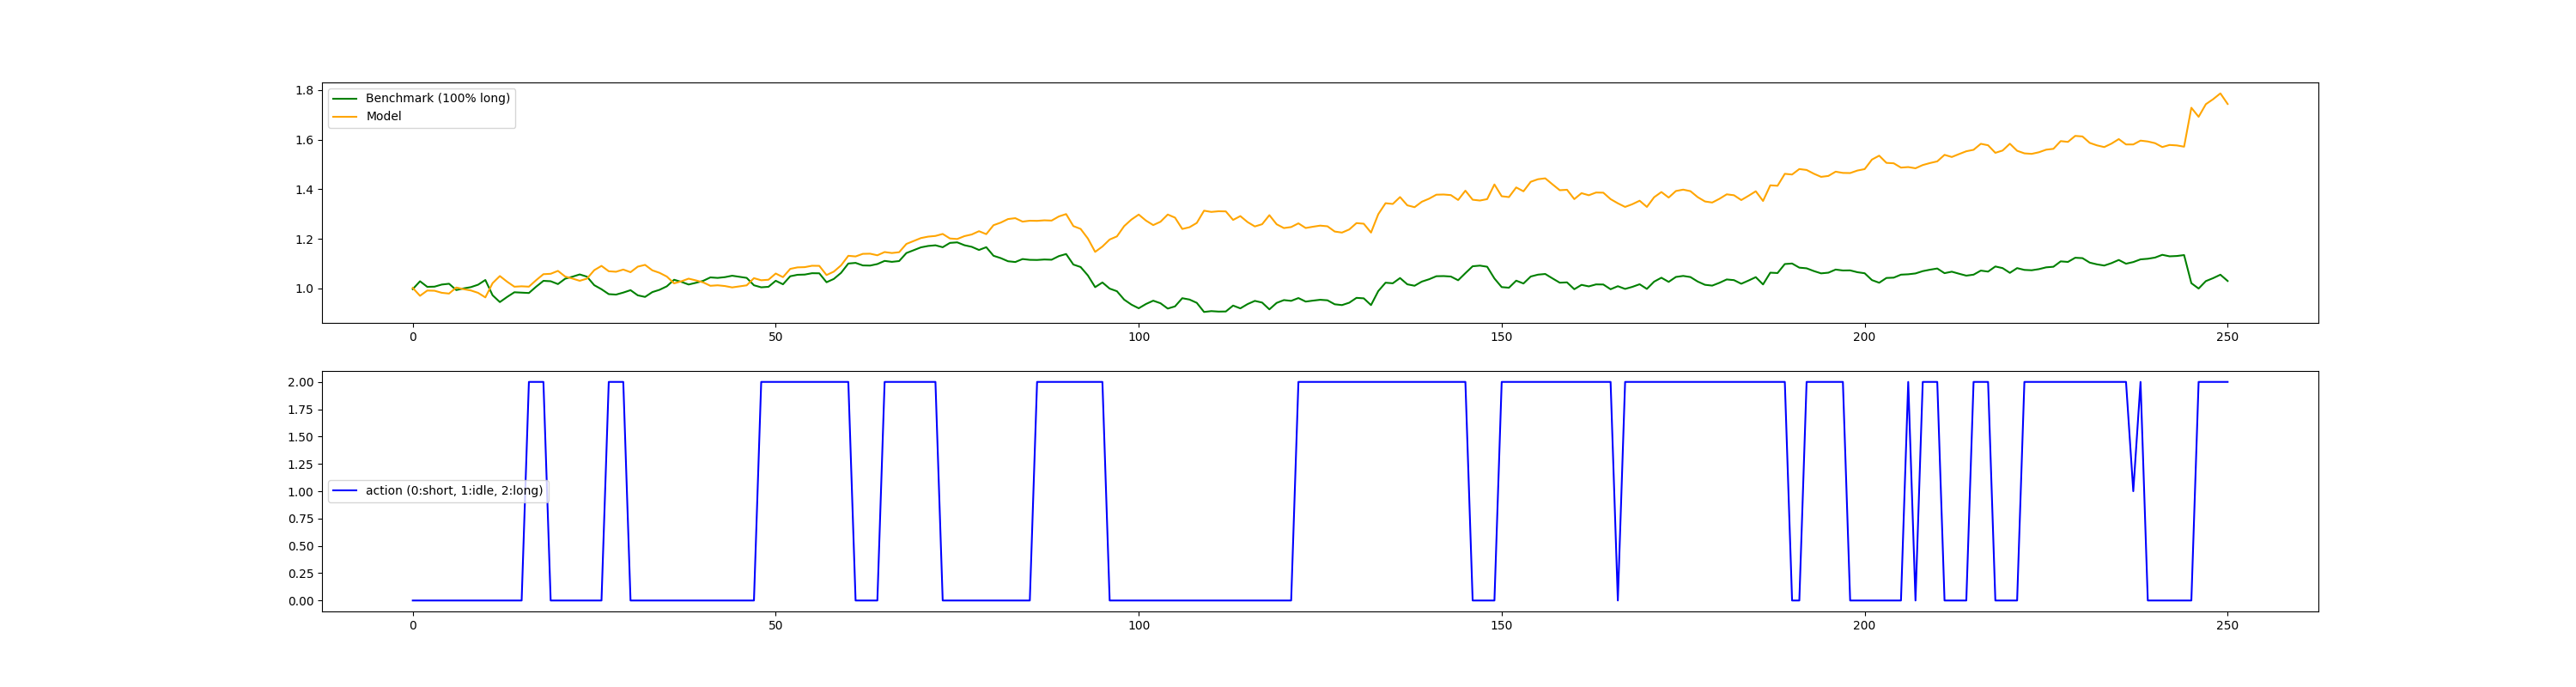 1.8
1.6
1.4
1.2
1.0
Benchmark (100% long)
Model
0 50 100 150 200 250
2.00
1.75
1.50
1.25
1.00
0.75
0.50
0.25
0.00
action (0:short, 1:idle, 2:long)
0 50 100 150 200 250